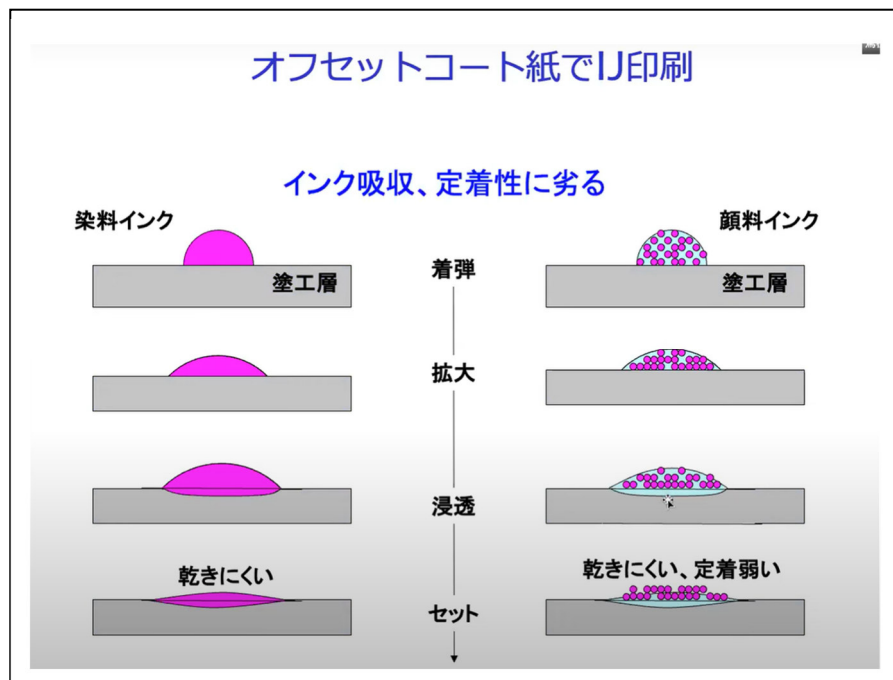 オフセットコート紙でIJ印刷
インク吸収、定着性に劣る
染料インク
顔料インク
塗工層
着弾
塗工層
拡大
浸透
乾きにくい
乾きにくい、定着弱い
セット